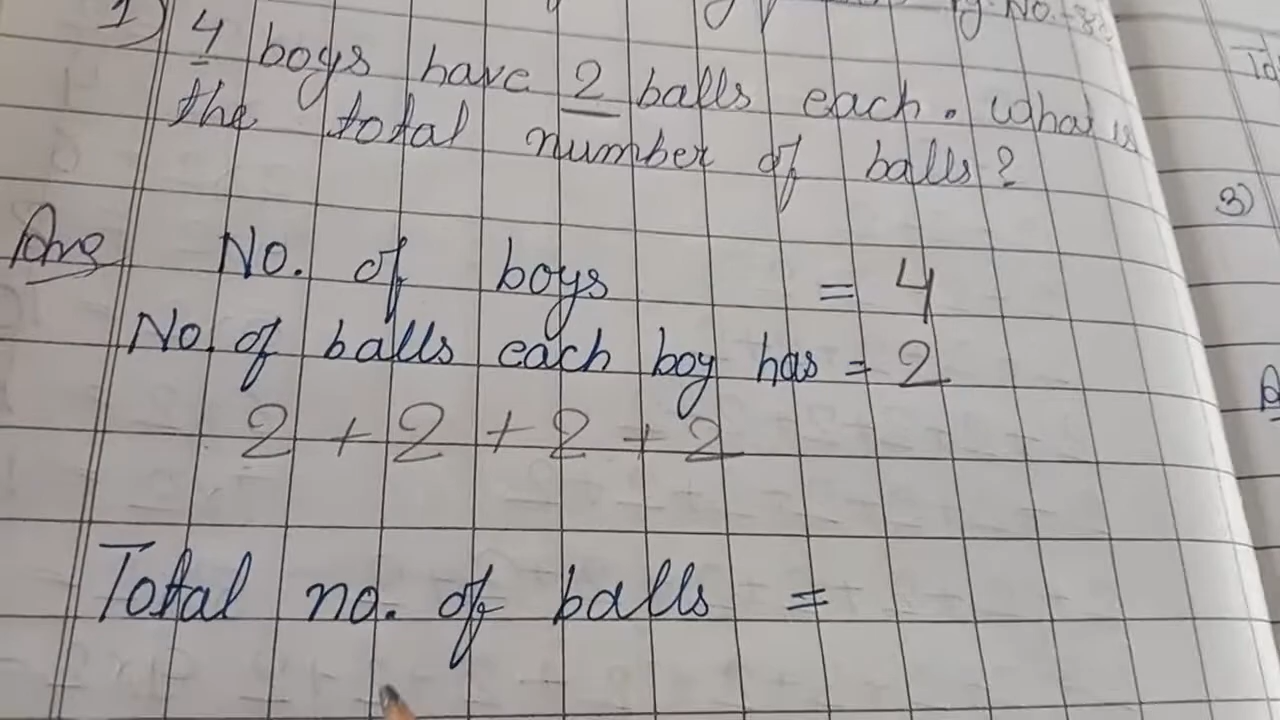 1) 4 boys have 2 balls each. What is
the total number of balls?
Ans No. of boys = 4
No. of balls each boy has = 2
2 + 2 + 2 + 2
Total no. of balls =
3)